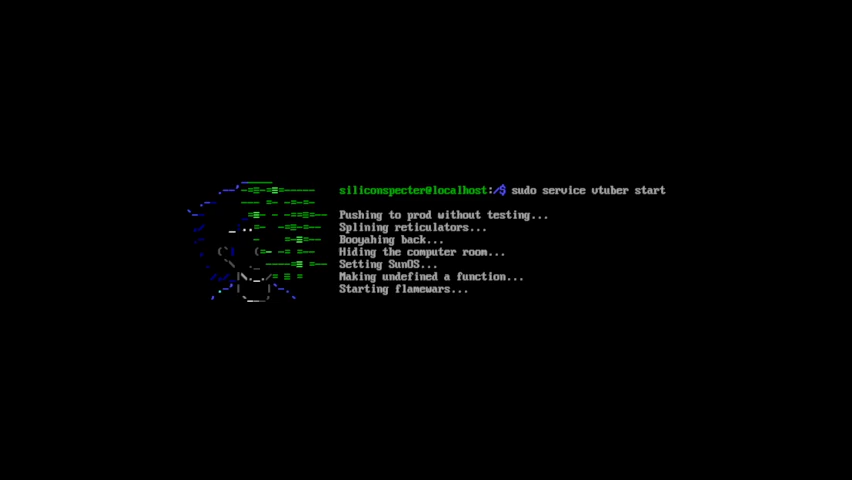 siliconspecter@localhost:/$ sudo service vtuber start
Pushing to prod without testing...
Splining reticulators...
Booyahing back...
Hiding the computer room...
Setting SunOS...
Making undefined a function...
Starting flamewars...